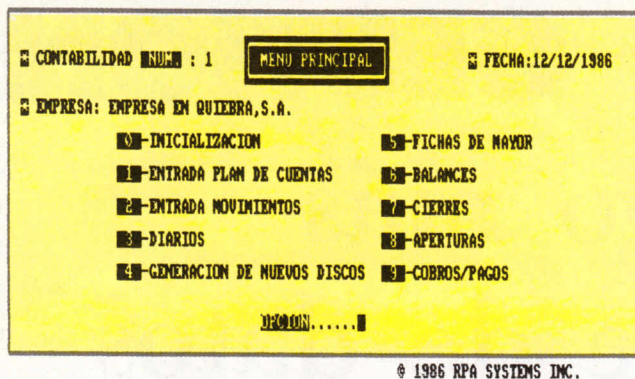 CONTABILIDAD NUM. : 1 MENU PRINCIPAL FECHA:12/12/1986
EMPRESA: EMPRESA EN QUIEBRA,S.A.
0-INICIALIZACION 5-FICHAS DE MAYOR
1-ENTRADA PLAN DE CUENTAS 6-BALANCES
2-ENTRADA MOVIMIENTOS 7-CIERRES
3-DIARIOS 8-APERTURAS
4-GENERACION DE NUEVOS DISCOS 9-COBROS/PAGOS
OPCION......
© 1986 RPA SYSTEMS INC.